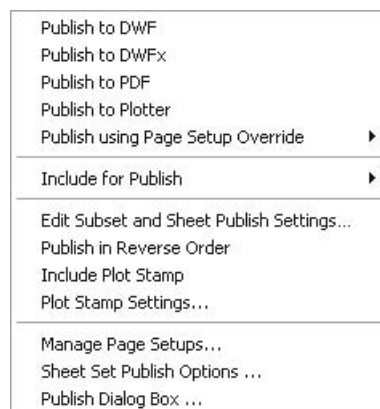 Publish to DWF
Publish to DWFx
Publish to PDF
Publish to Plotter
Publish using Page Setup Override
Include for Publish
Edit Subset and Sheet Publish Settings...
Publish in Reverse Order
Include Plot Stamp
Plot Stamp Settings...
Manage Page Setups...
Sheet Set Publish Options ...
Publish Dialog Box ...